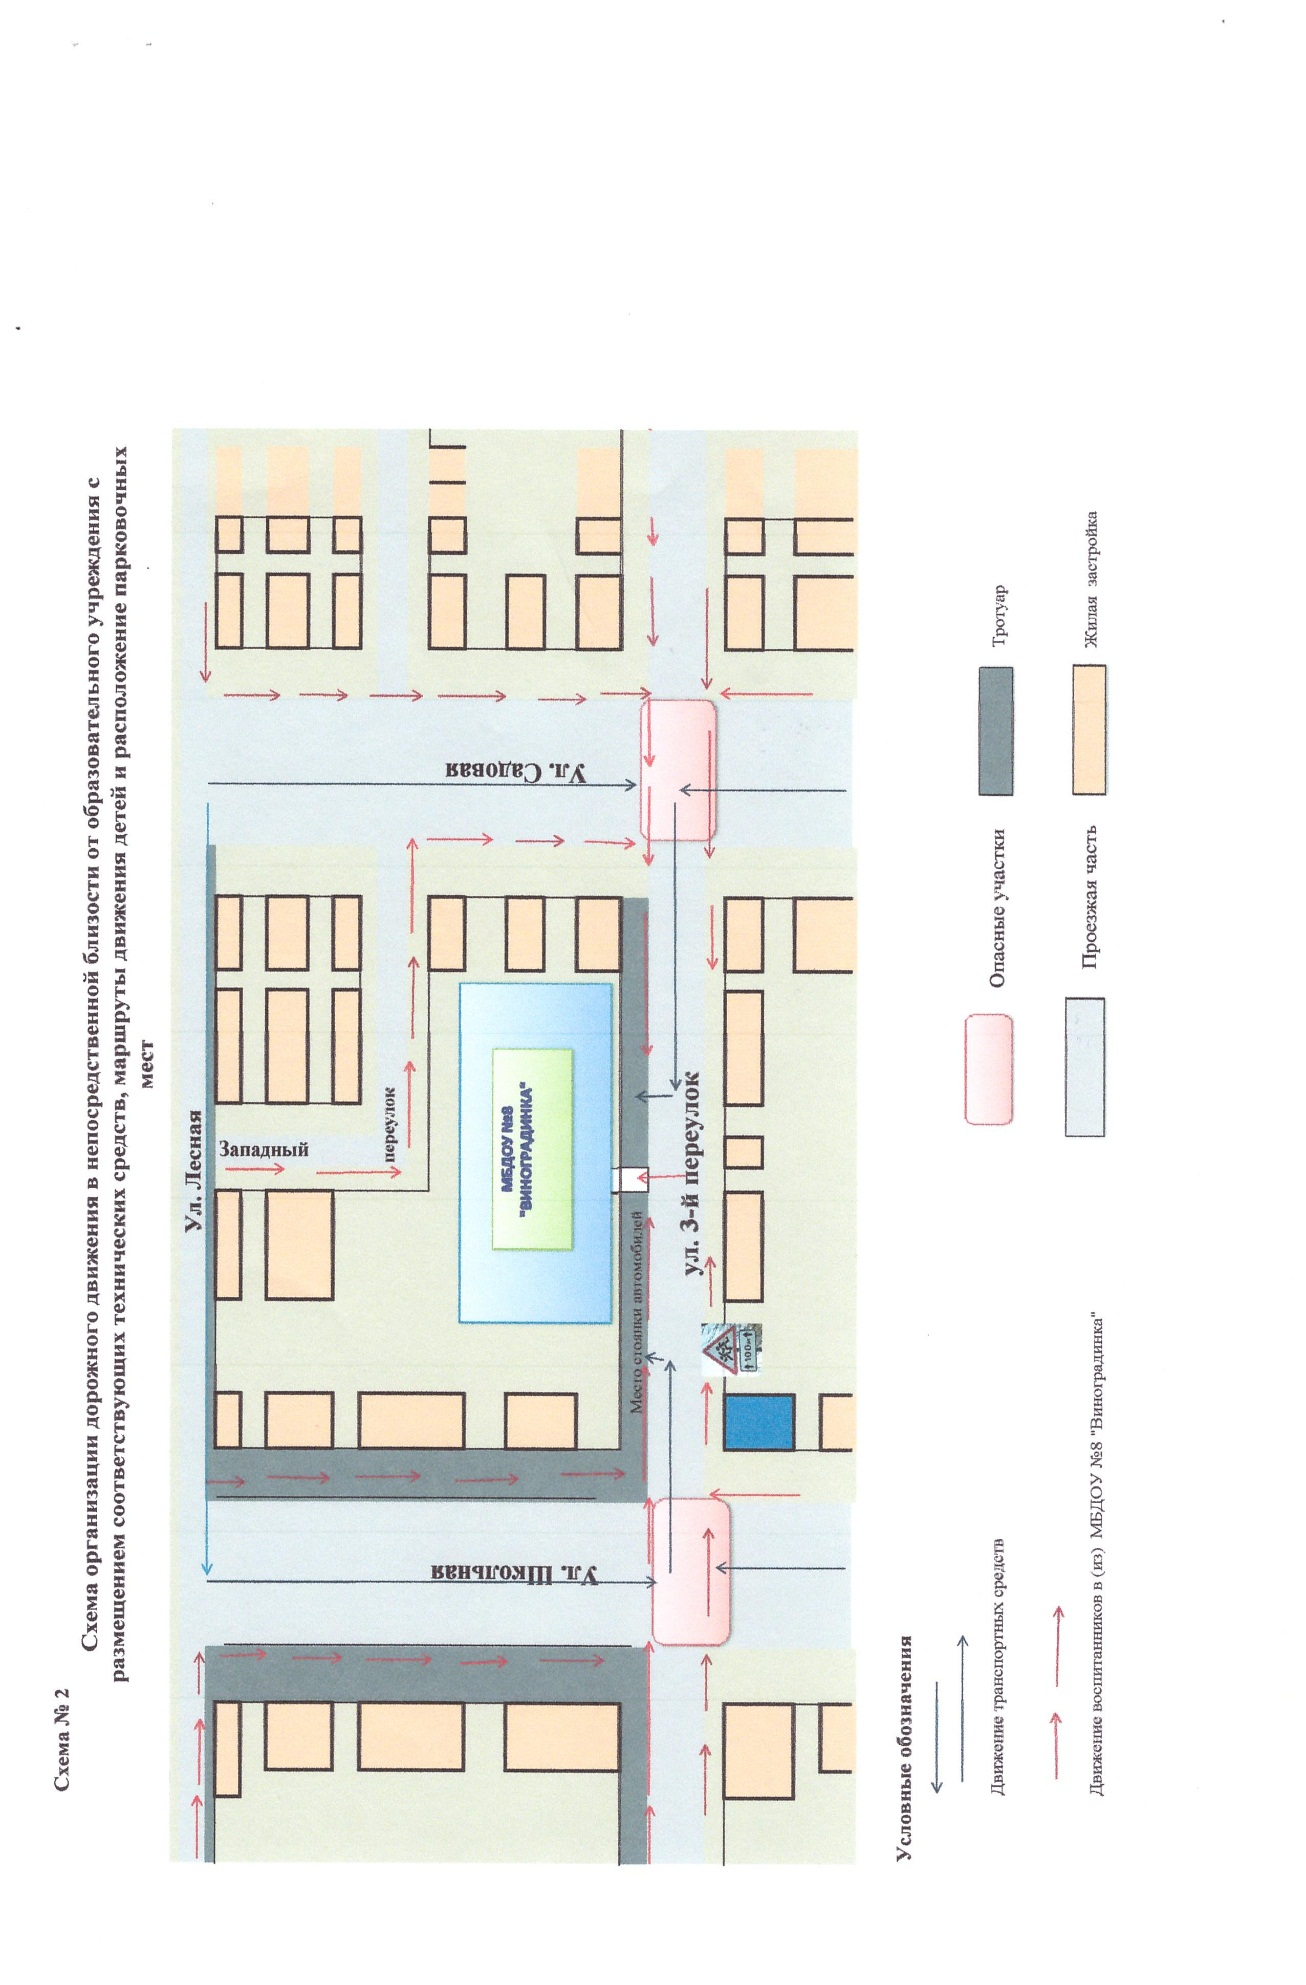 Схема № 2
Схема организации дорожного движения в непосредственной близости от образовательного учреждения с
размещением соответствующих технических средств, маршруты движения детей и расположение парковочных
мест
Ул. Лесная
Западный
переулок
Ул. Школьная
Ул. Садовая
МБДОУ №8
"ВИНОГРАДИНКА"
Место стоянки автомобилей
ул. 3-й переулок
100м
Условные обозначения
Движение транспортных средств
Опасные участки
Тротуар
Движение воспитанников в (из) МБДОУ №8 "Виноградинка"
Проезжая часть
Жилая застройка